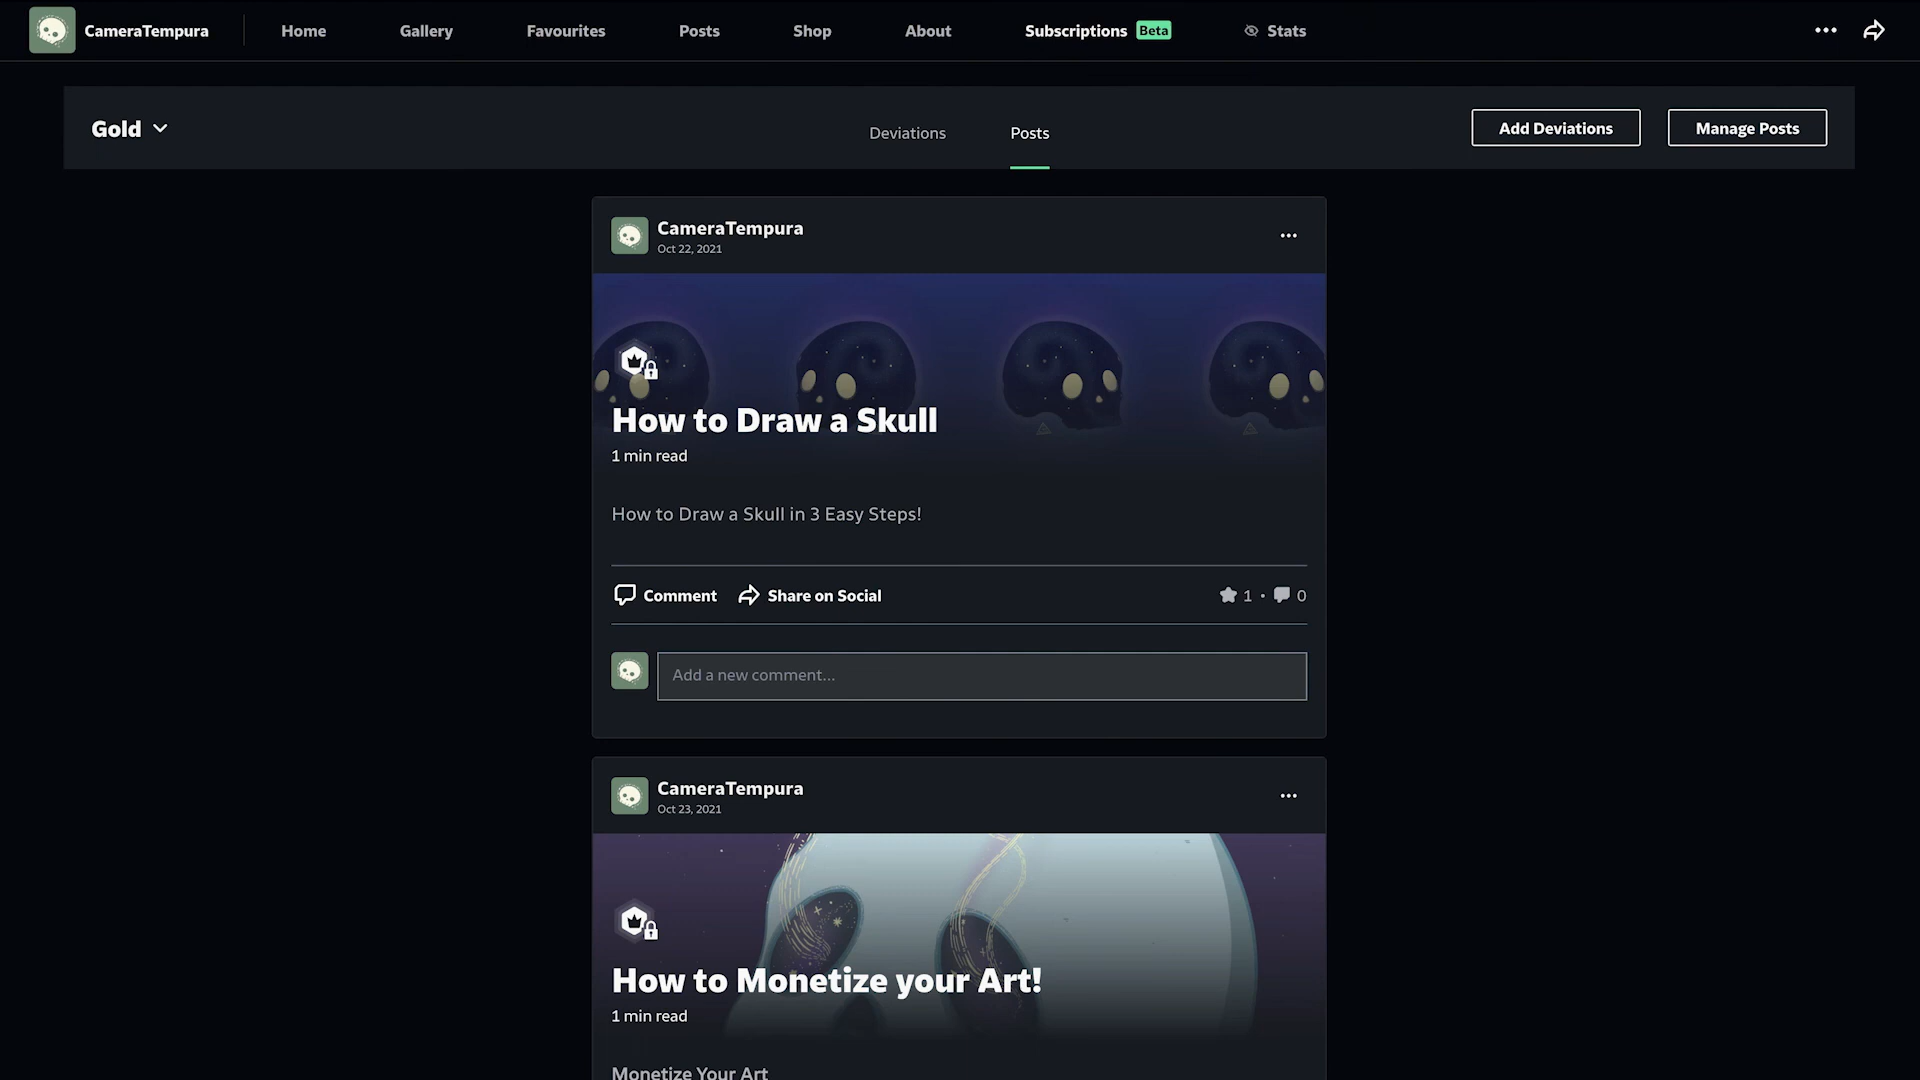 CameraTempura Home Gallery Favourites Posts Shop About Subscriptions Beta Stats
Gold Deviations Posts Add Deviations Manage Posts
CameraTempura
Oct 22, 2021
How to Draw a Skull
1 min read
How to Draw a Skull in 3 Easy Steps!
Comment Share on Social 1 • 0
Add a new comment...
CameraTempura
Oct 23, 2021
How to Monetize your Art!
1 min read
Monetize Your Art